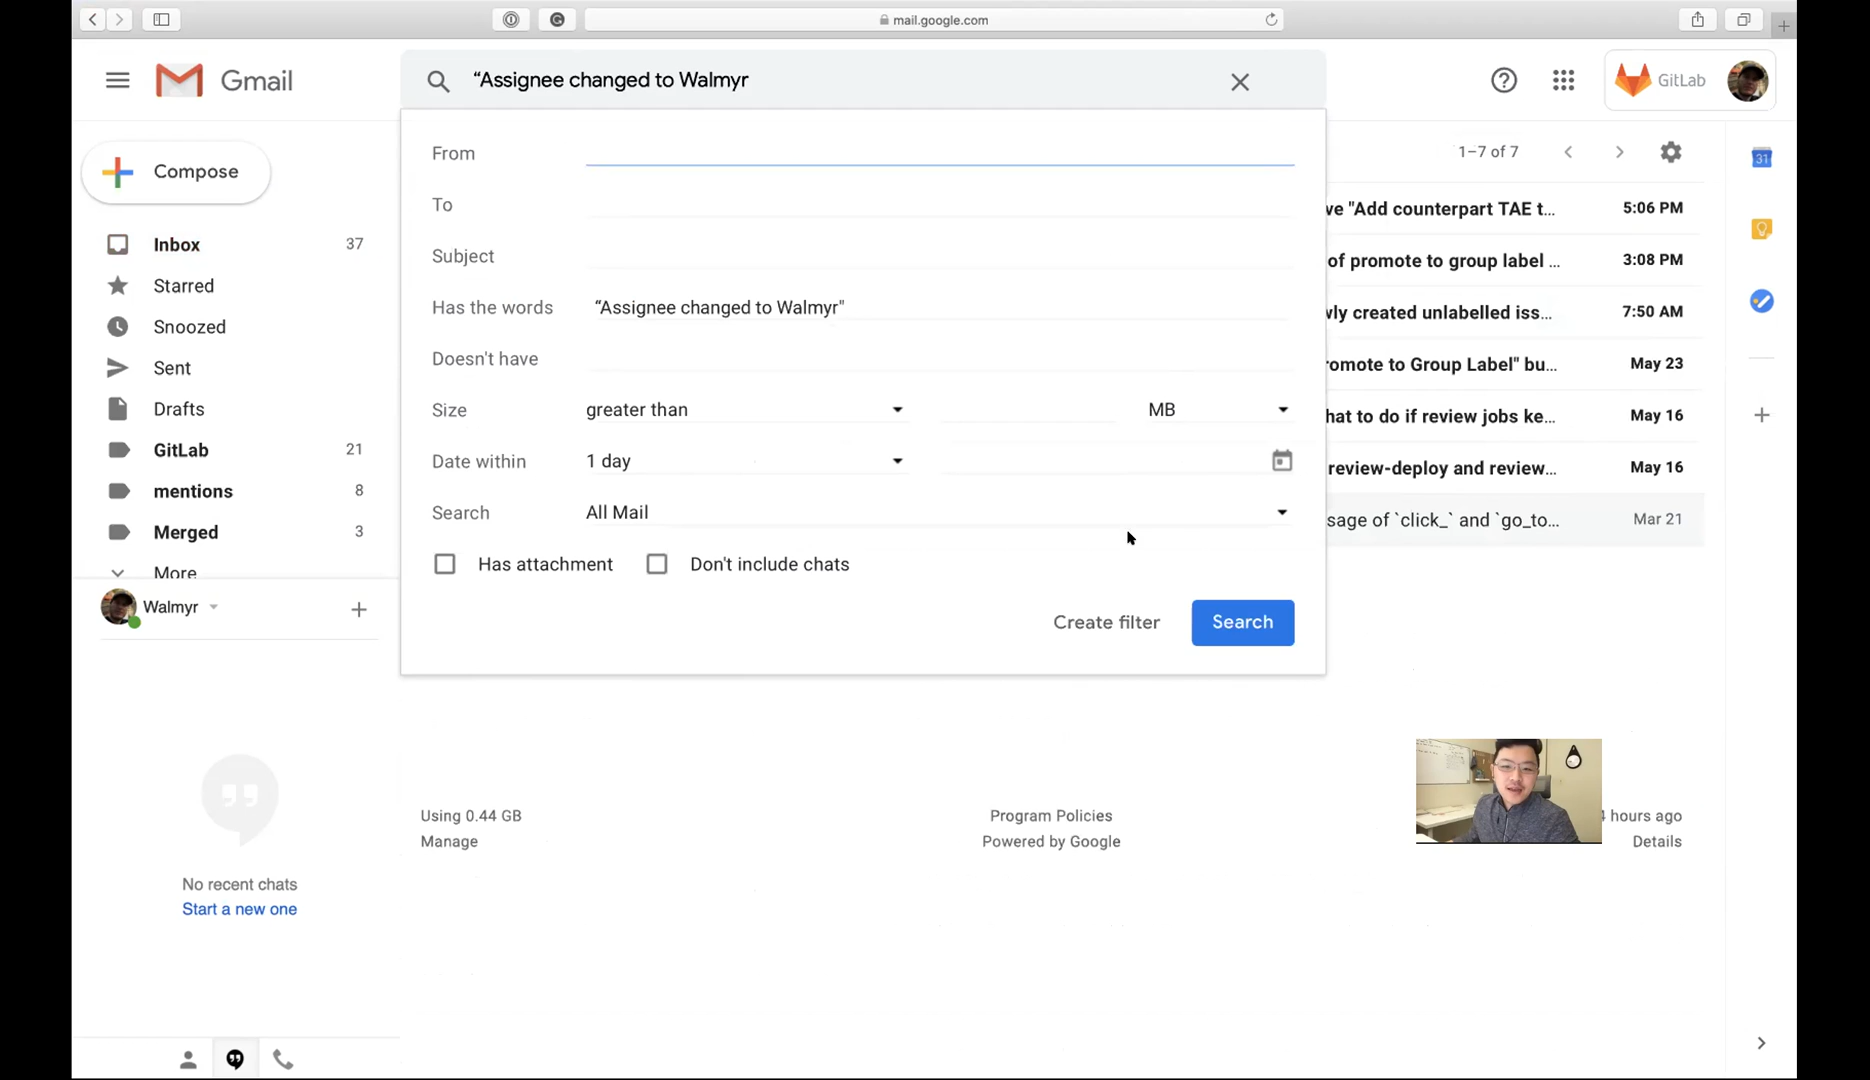 mail.google.com
Gmail
“Assignee changed to Walmyr
GitLab
Compose
Inbox 37
Starred
Snoozed
Sent
Drafts
GitLab 21
mentions 8
Merged 3
More
Walmyr
No recent chats
Start a new one
From
To
Subject
Has the words “Assignee changed to Walmyr"
Doesn't have
Size greater than MB
Date within 1 day
Search All Mail
Has attachment Don't include chats
Create filter Search
1–7 of 7
ve "Add counterpart TAE t... 5:06 PM
of promote to group label ... 3:08 PM
wly created unlabelled iss... 7:50 AM
romote to Group Label" bu... May 23
hat to do if review jobs ke... May 16
review-deploy and review... May 16
sage of `click_` and `go_to... Mar 21
31
Using 0.44 GB
Manage
Program Policies
Powered by Google
hours ago
Details